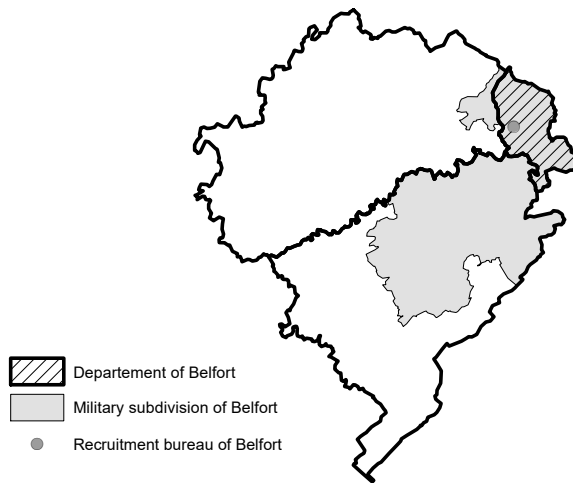 Departement of Belfort
Military subdivision of Belfort
Recruitment bureau of Belfort